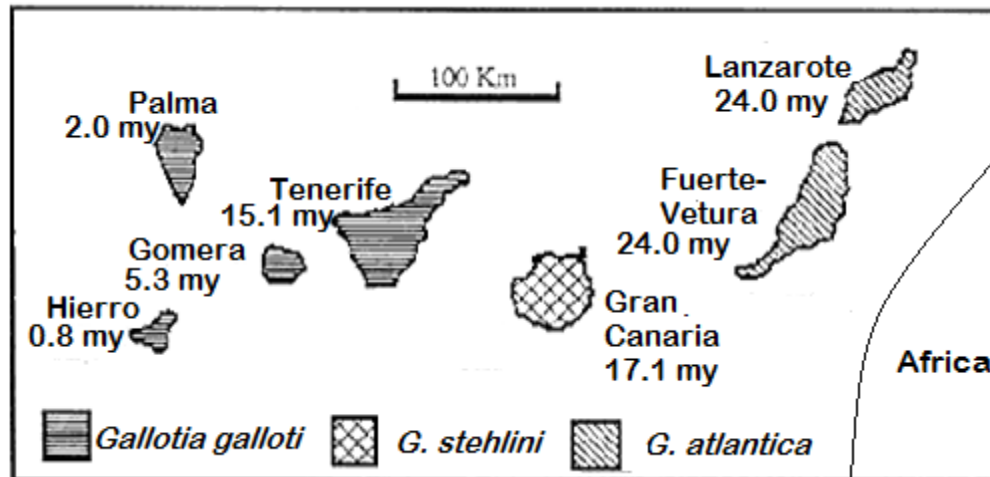 100 Km
Lanzarote
24.0 my
Palma
2.0 my
Tenerife
15.1 my
Fuerte-
Vetura
24.0 my
Gomera
5.3 my
Hierro
0.8 my
Gran
Canaria
17.1 my
Africa
Gallotia galloti
G. stehlini
G. atlantica